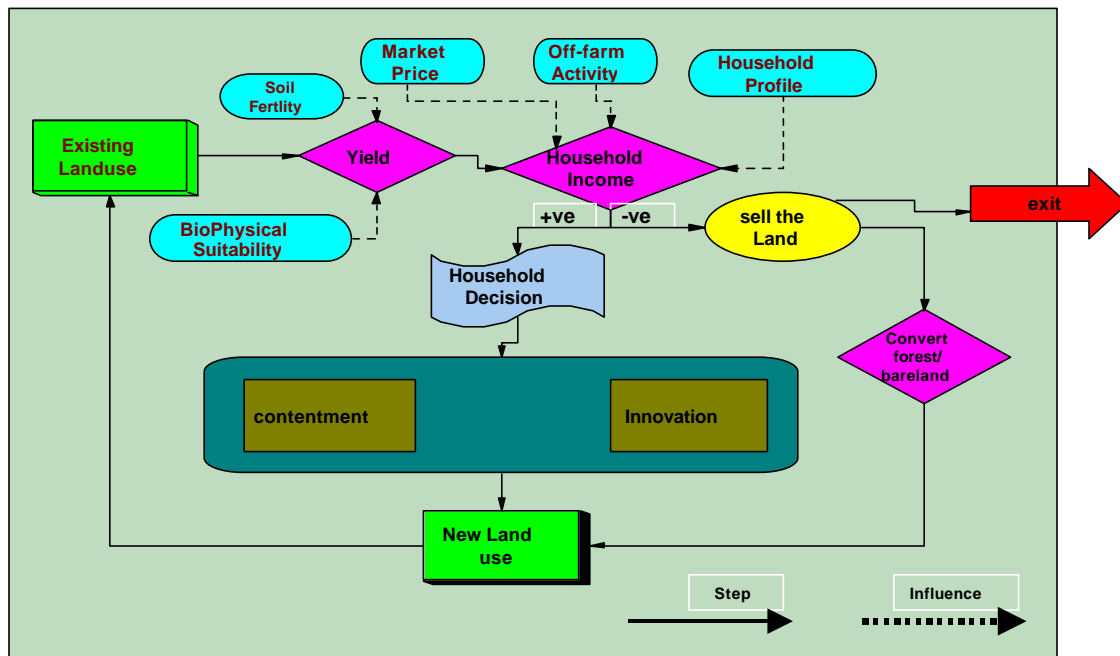 Market
Price
Off-farm
Activity
Household
Profile
Soil
Fertlity
Existing
Landuse
Yield
Household
Income
BioPhysical
Suitability
+ve
-ve
sell the
Land
exit
Household
Decision
Convert
forest/
bareland
contentment
Innovation
New Land
use
Step
Influence